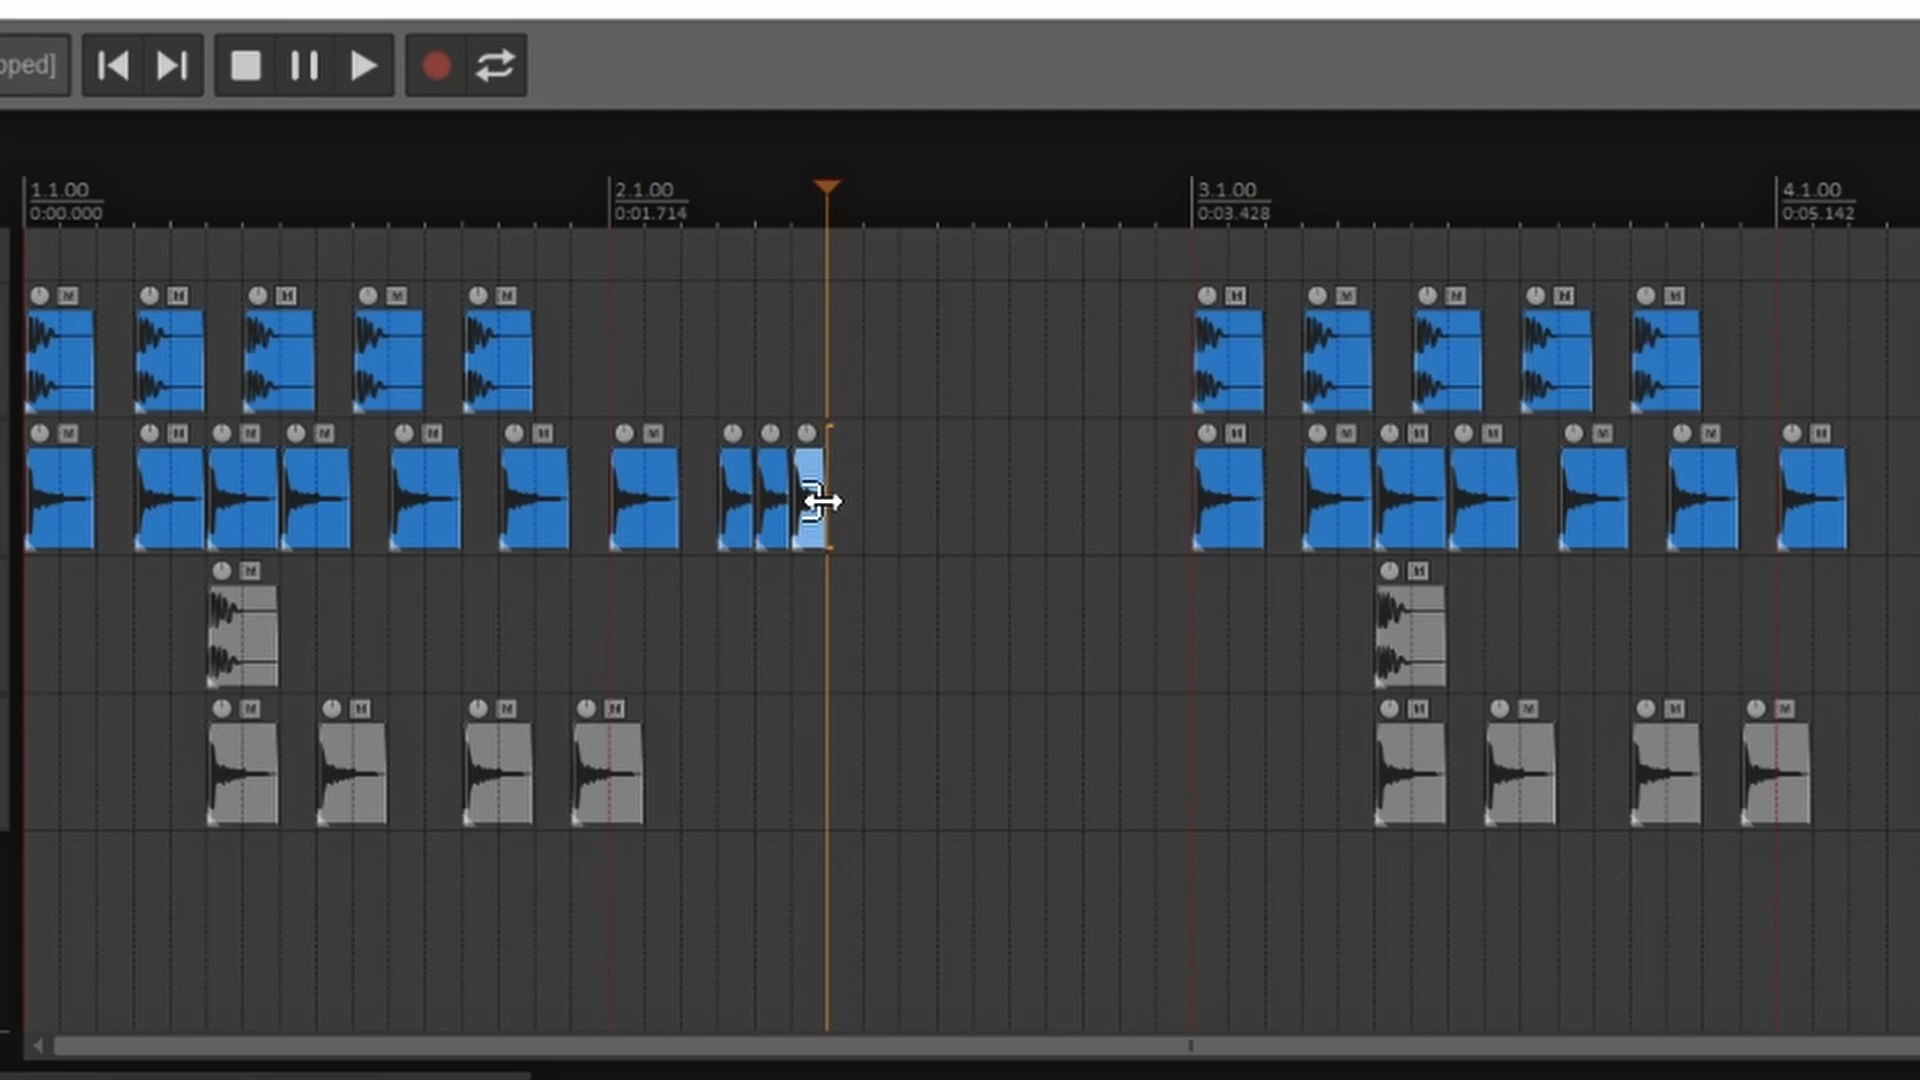 pped]
1.1.00 2.1.00 3.1.00 4.1.00
0:00.000 0:01.714 0:03.428 0:05.142
M M M M M M M M M M
M M M M M M M M M M M M M M
M M
M M M M M M M M